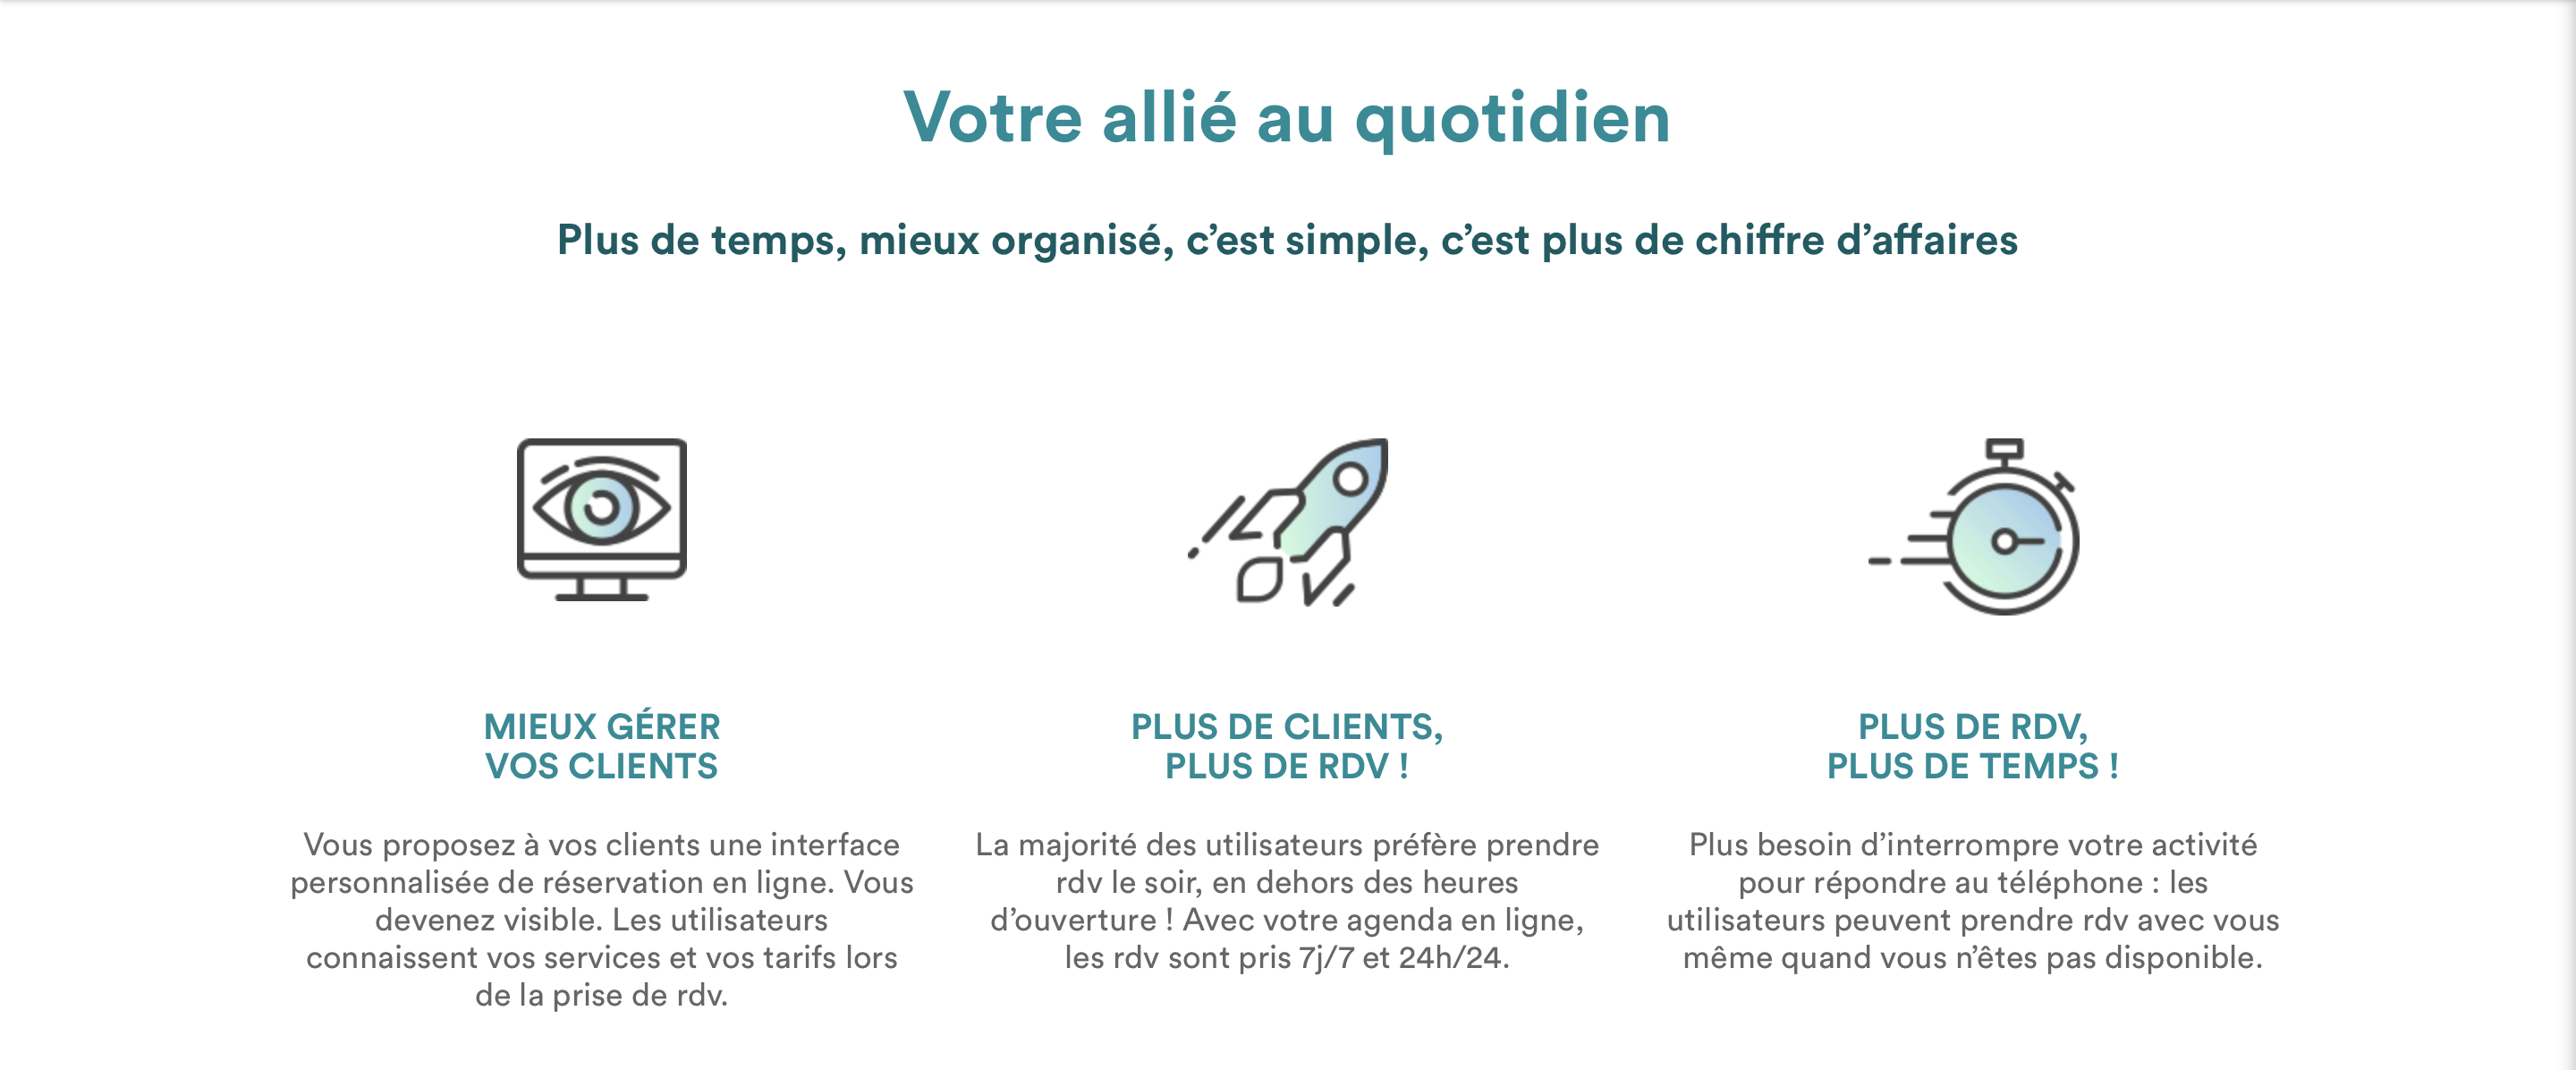 Votre allié au quotidien
Plus de temps, mieux organisé, c’est simple, c’est plus de chiffre d’affaires
MIEUX GÉRER
VOS CLIENTS
Vous proposez à vos clients une interface
personnalisée de réservation en ligne. Vous
devenez visible. Les utilisateurs
connaissent vos services et vos tarifs lors
de la prise de rdv.
PLUS DE CLIENTS,
PLUS DE RDV !
La majorité des utilisateurs préfère prendre
rdv le soir, en dehors des heures
d’ouverture ! Avec votre agenda en ligne,
les rdv sont pris 7j/7 et 24h/24.
PLUS DE RDV,
PLUS DE TEMPS !
Plus besoin d’interrompre votre activité
pour répondre au téléphone : les
utilisateurs peuvent prendre rdv avec vous
même quand vous n’êtes pas disponible.